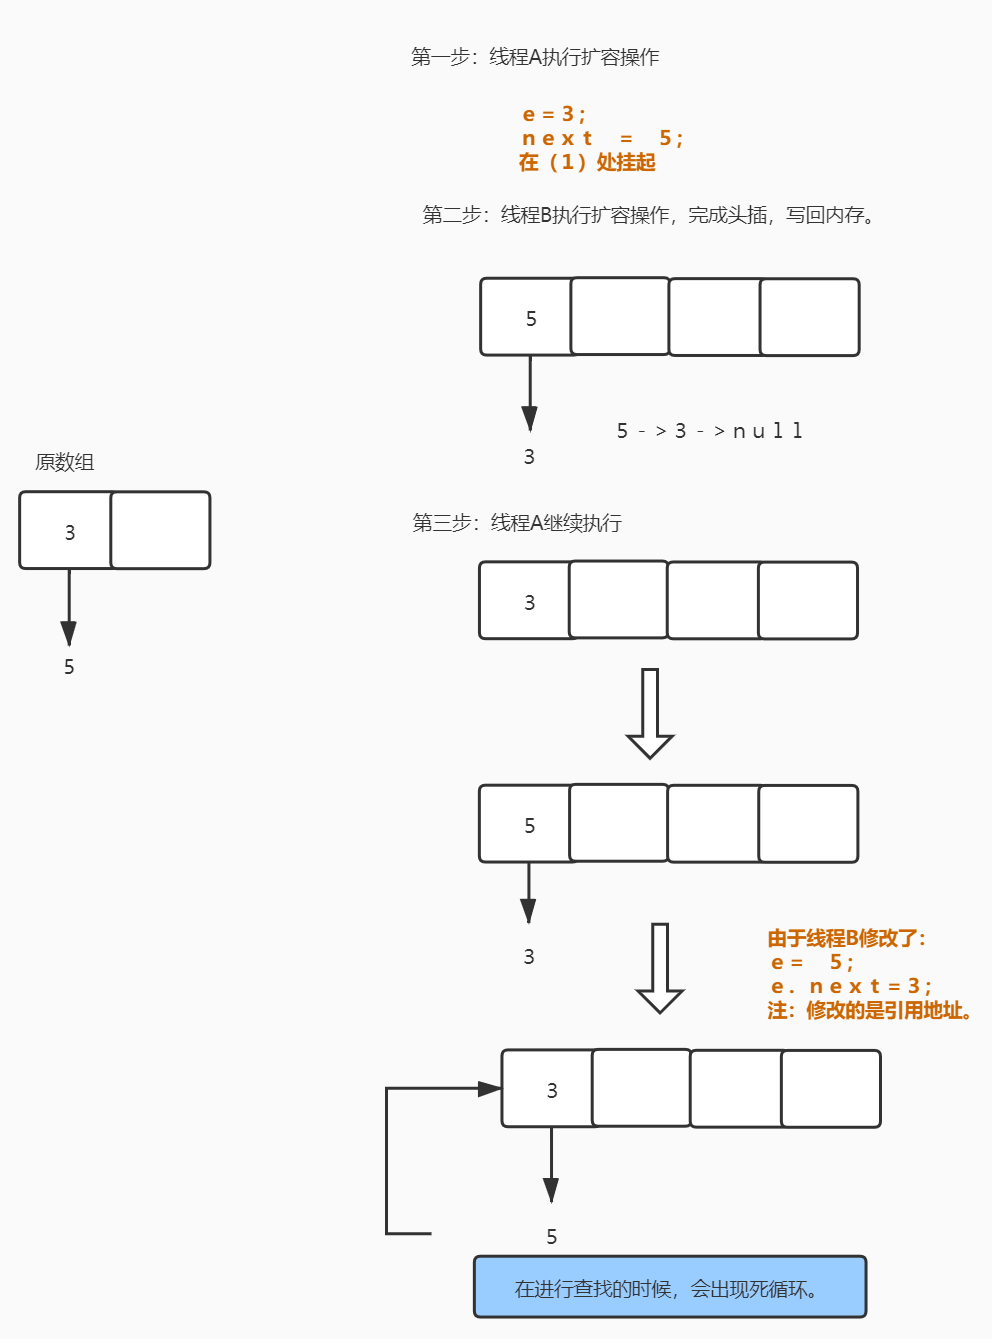 第一步：线程A执行扩容操作
e=3;
next = 5;
在（1）处挂起
第二步：线程B执行扩容操作，完成头插，写回内存。
5
3
5->3->null
原数组
3
5
第三步：线程A继续执行
3
5
3
由于线程B修改了：
e= 5;
e.next=3;
注：修改的是引用地址。
3
5
在进行查找的时候，会出现死循环。